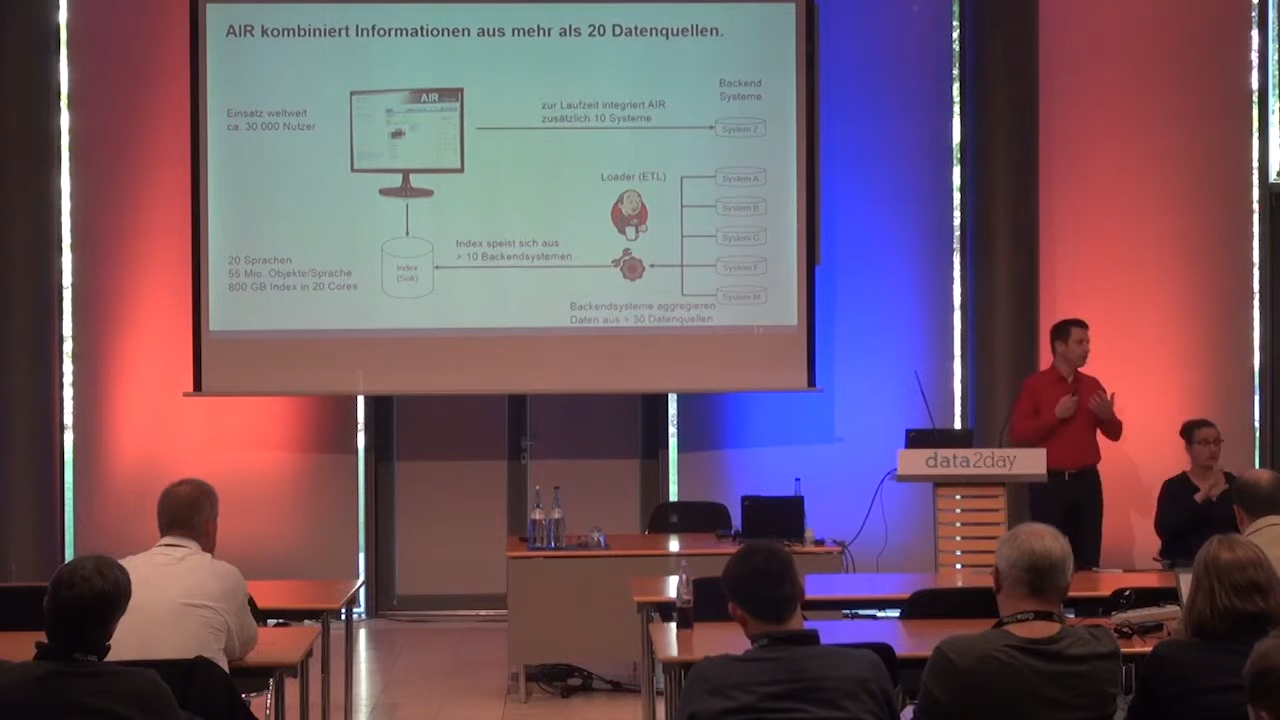 AIR kombiniert Informationen aus mehr als 20 Datenquellen.
Backend
Systeme
AIR
Einsatz weltweit
ca. 30 000 Nutzer
zur Laufzeit integriert AIR
zusätzlich 10 Systeme
System Z
Loader (ETL)
System A
System B
System C
Index speist sich aus
> 10 Backendsystemen
20 Sprachen
55 Mio. Objekte/Sprache
800 GB Index in 20 Cores
Index
(Solr)
System F
System M
Backendsysteme aggregieren
Daten aus > 30 Datenquellen
data2day